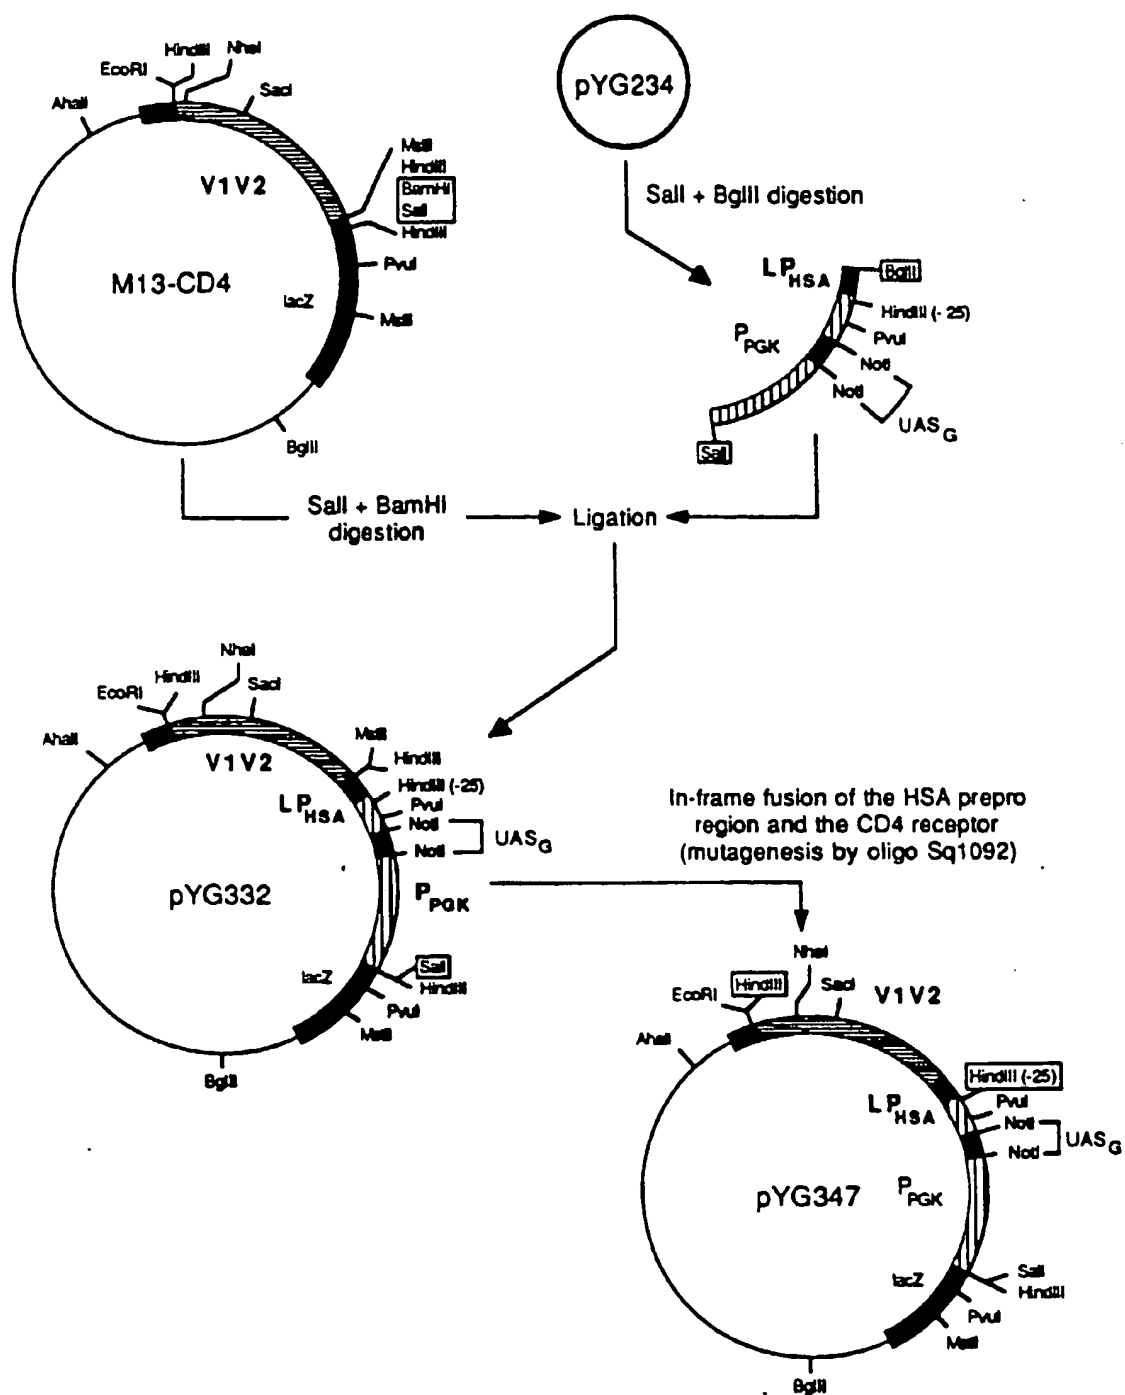 HindIII
NheI
EcoRI
SacI
AhaII
V1V2
MstII
HindIII
BamHI
SalI
HindIII
PvuI
M13-CD4
lacZ
MstII
BglII
pYG234
SalI + BglII digestion
LP HSA
BglII
HindIII (-25)
PvuI
P PGK
NotI
NotI
UAS G
SalI
SalI + BamHI
digestion
Ligation
NheI
HindIII
SacI
EcoRI
AhaII
MstII
HindIII
V1V2
HindIII (-25)
LP HSA
PvuI
NotI
UAS G
NotI
pYG332
P PGK
SalI
lacZ
HindIII
PvuI
MstII
BglII
In-frame fusion of the HSA prepro
region and the CD4 receptor
(mutagenesis by oligo Sq1092)
NheI
HindIII
SacI
V1V2
EcoRI
AhaII
HindIII (-25)
LP HSA
PvuI
NotI
UAS G
NotI
pYG347
P PGK
lacZ
SalI
HindIII
PvuI
MstII
BglII